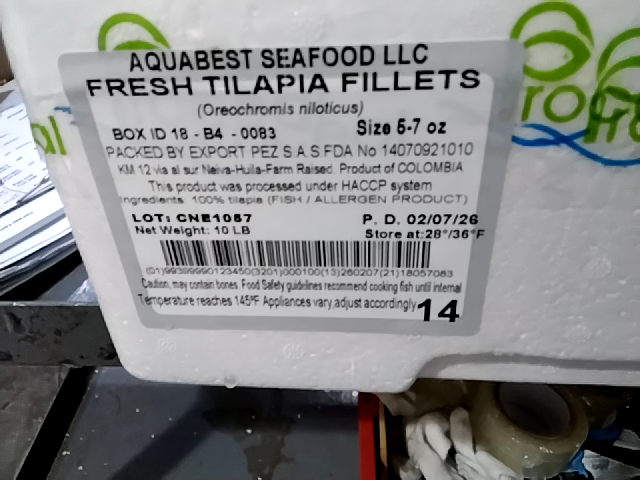 AQUABEST SEAFOOD LLC
FRESH TILAPIA FILLETS
(Oreochromis niloticus)
BOX ID 18 - B4 - 0083 Size 5-7 oz
PACKED BY EXPORT PEZ S.A.S.FDA No 14070921010
KM 12 via al sur Neiva-Huila-Farm Raised. Product of COLOMBIA
This product was processed under HACCP system
Ingredients: 100% tilapia (FISH / ALLERGEN PRODUCT)
LOT: CNE1057 P. D. 02/07/26
Net Weight: 10 LB Store at:28°/36°F
(01)99309990123450(3201)000100(13)260207(21)18057083
Caution, may contain bones. Food Safety guidelines recommend cooking fish until internal
Temperature reaches 145°F Appliances vary,adjust accordingly
14